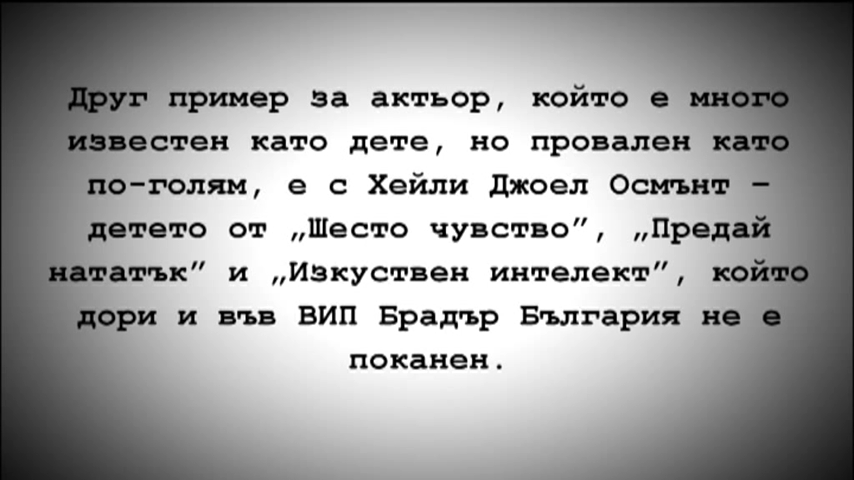 Друг пример за актьор, който е много
известен като дете, но провален като
по-голям, е с Хейли Джоел Осмънт –
детето от „Шесто чувство”, „Предай
нататък” и „Изкуствен интелект”, който
дори и във ВИП Брадър България не е
поканен.